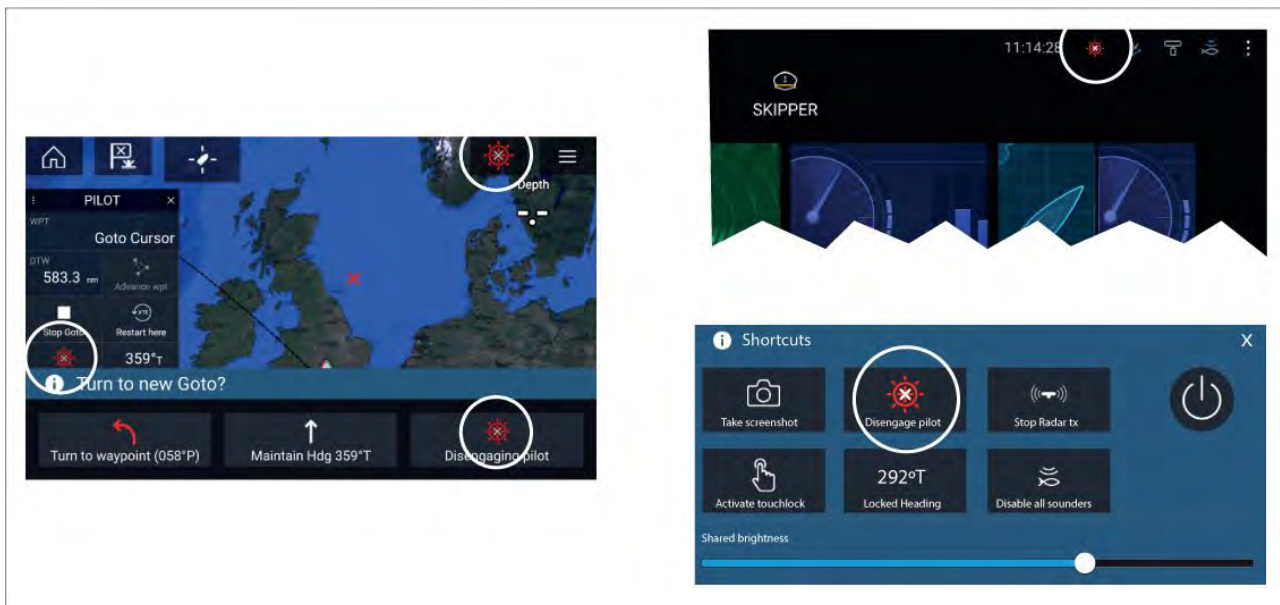 PILOT
WPT
Goto Cursor
DTW
583.3 nm
Advance wpt
Stop Goto
XTE
Restart here
359°T
Depth
-.--
i Turn to new Goto?
Turn to waypoint (058°P)
Maintain Hdg 359°T
Disengaging pilot
11:14:28
SKIPPER
i Shortcuts
X
Take screenshot
Disengage pilot
Stop Radar tx
Activate touchlock
292°T
Locked Heading
Disable all sounders
Shared brightness